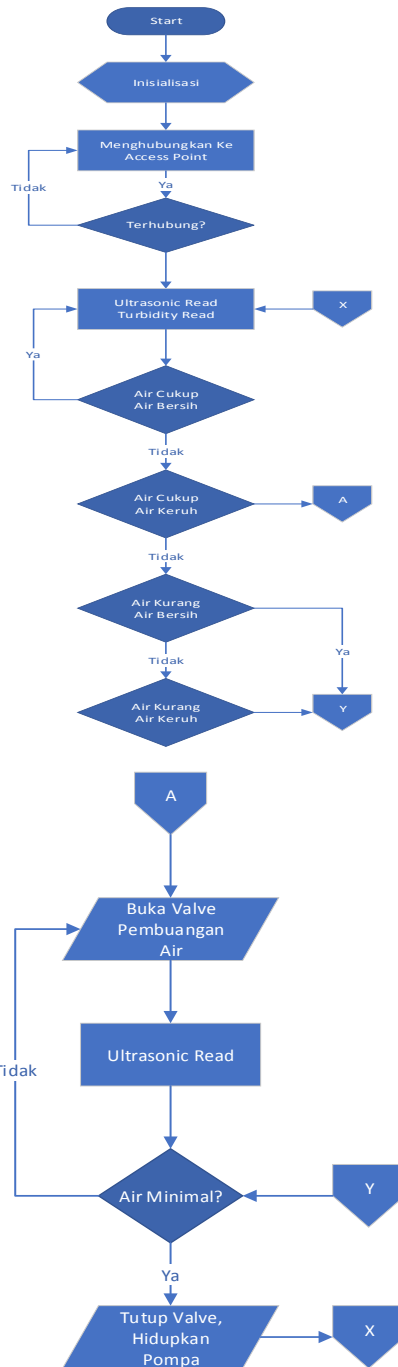 Start
Inisialisasi
Menghubungkan Ke
Access Point
Tidak
Ya
Terhubung?
Ultrasonic Read
Turbidity Read
X
Ya
Air Cukup
Air Bersih
Tidak
Air Cukup
Air Keruh
A
Tidak
Air Kurang
Air Bersih
Ya
Tidak
Air Kurang
Air Keruh
Y
A
Buka Valve
Pembuangan
Air
Ultrasonic Read
Tidak
Air Minimal?
Y
Ya
Tutup Valve,
Hidupkan
Pompa
X